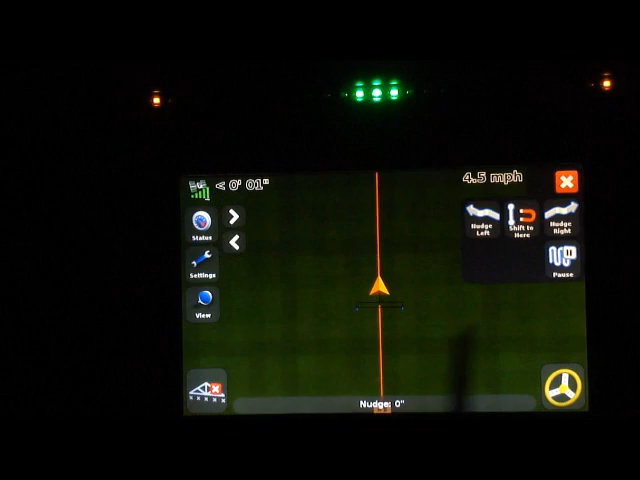 < 0' 01"
4.5 mph
Status
Settings
View
Nudge
Left
Shift to
Here
Nudge
Right
Pause
Nudge: 0"